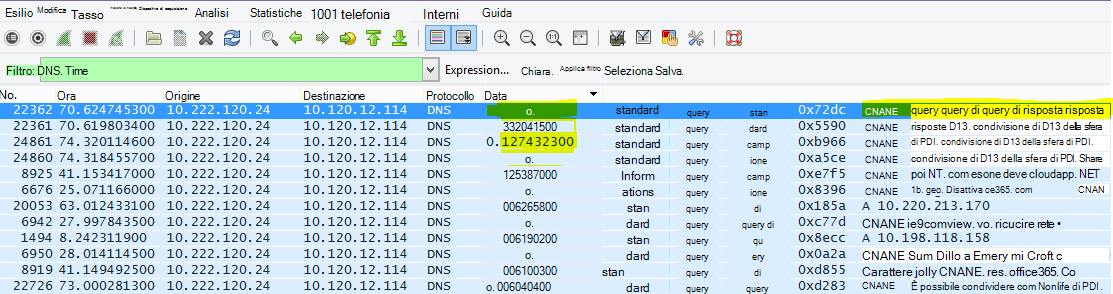 Esilio Modifica Tasso Analisi Statistiche 1001 telefonia Interni Guida
Filtro: DNS. Time Expression... Chiara. Applica filtro Seleziona Salva.
No. Ora Origine Destinazione Protocollo Data
22362 70.624745300 10.222.120.24 10.120.12.114 DNS o. standard query stan 0x72dc CNANE query query di query di risposta risposta
22361 70.619803400 10.222.120.24 10.120.12.114 DNS 332041500 standard query dard 0x5590 CNANE risposte D13. condivisione di D13 della sfera
24861 74.320114600 10.222.120.24 10.120.12.114 DNS 0.127432300 standard query camp 0xb966 CNANE di PDI. condivisione di D13 della sfera di PDI.
24860 74.318455700 10.222.120.24 10.120.12.114 DNS o. standard query ione 0xa5ce CNANE condivisione di D13 della sfera di PDI. Share
8925 41.153417000 10.222.120.24 10.120.12.114 DNS 125387000 Inform query camp 0xe7f5 CNANE poi NT. com esone deve cloudapp. NET
6676 25.071166000 10.222.120.24 10.120.12.114 DNS o. ations query ione 0x8396 CNANE 1b. geo. Disattiva ce365. com CNAN
20053 63.012433100 10.222.120.24 10.120.12.114 DNS 006265800 stan query di 0x185a A 10.220.213.170
6942 27.997843500 10.222.120.24 10.120.12.114 DNS o. dard query query di 0xc77d CNANE ie9comview. vo. ricucire rete •
1494 8.242311900 10.222.120.24 10.120.12.114 DNS 006190200 stan query qu 0x8ecc A 10.198.118.158
6950 28.014114500 10.222.120.24 10.120.12.114 DNS o. dard query ery 0x0a2a CNANE Sum Dillo a Emery mi Croft c
8919 41.149492500 10.222.120.24 10.120.12.114 DNS 006100300 stan query di 0xd855 Carattere jolly CNANE. res. office365. Co
22726 73.000281300 10.222.120.24 10.120.12.114 DNS o. 006040400 dard query query 0xd283 È possibile condividere com Nonlife di PDI.